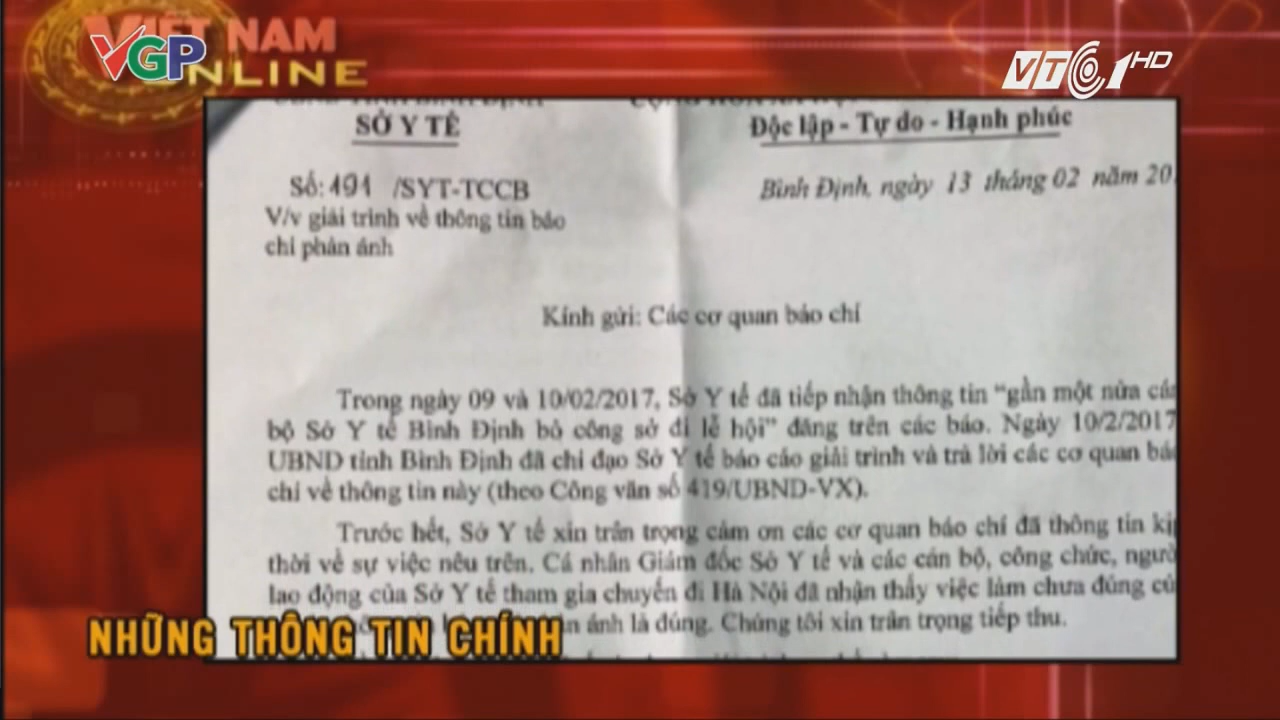 VIỆT NAM
ONLINE
VGP
VTC1 HD
SỞ Y TẾ
Độc lập - Tự do - Hạnh phúc
Số: 491 /SYT-TCCB
Bình Định, ngày 13 tháng 02 năm 20
V/v giải trình về thông tin báo
chí phản ánh
Kính gửi: Các cơ quan báo chí
Trong ngày 09 và 10/02/2017, Sở Y tế đã tiếp nhận thông tin “gần một nửa cán
bộ Sở Y tế Bình Định bỏ công sở đi lễ hội” đăng trên các báo. Ngày 10/2/2017
UBND tỉnh Bình Định đã chỉ đạo Sở Y tế báo cáo giải trình và trả lời các cơ quan báo
chí về thông tin này (theo Công văn số 419/UBND-VX).
Trước hết, Sở Y tế xin trân trọng cảm ơn các cơ quan báo chí đã thông tin kịp
thời về sự việc nêu trên. Cá nhân Giám đốc Sở Y tế và các cán bộ, công chức, người
lao động của Sở Y tế tham gia chuyến đi Hà Nội đã nhận thấy việc làm chưa đúng củ
ánh là đúng. Chúng tôi xin trân trọng tiếp thu.
NHỮNG THÔNG TIN CHÍNH